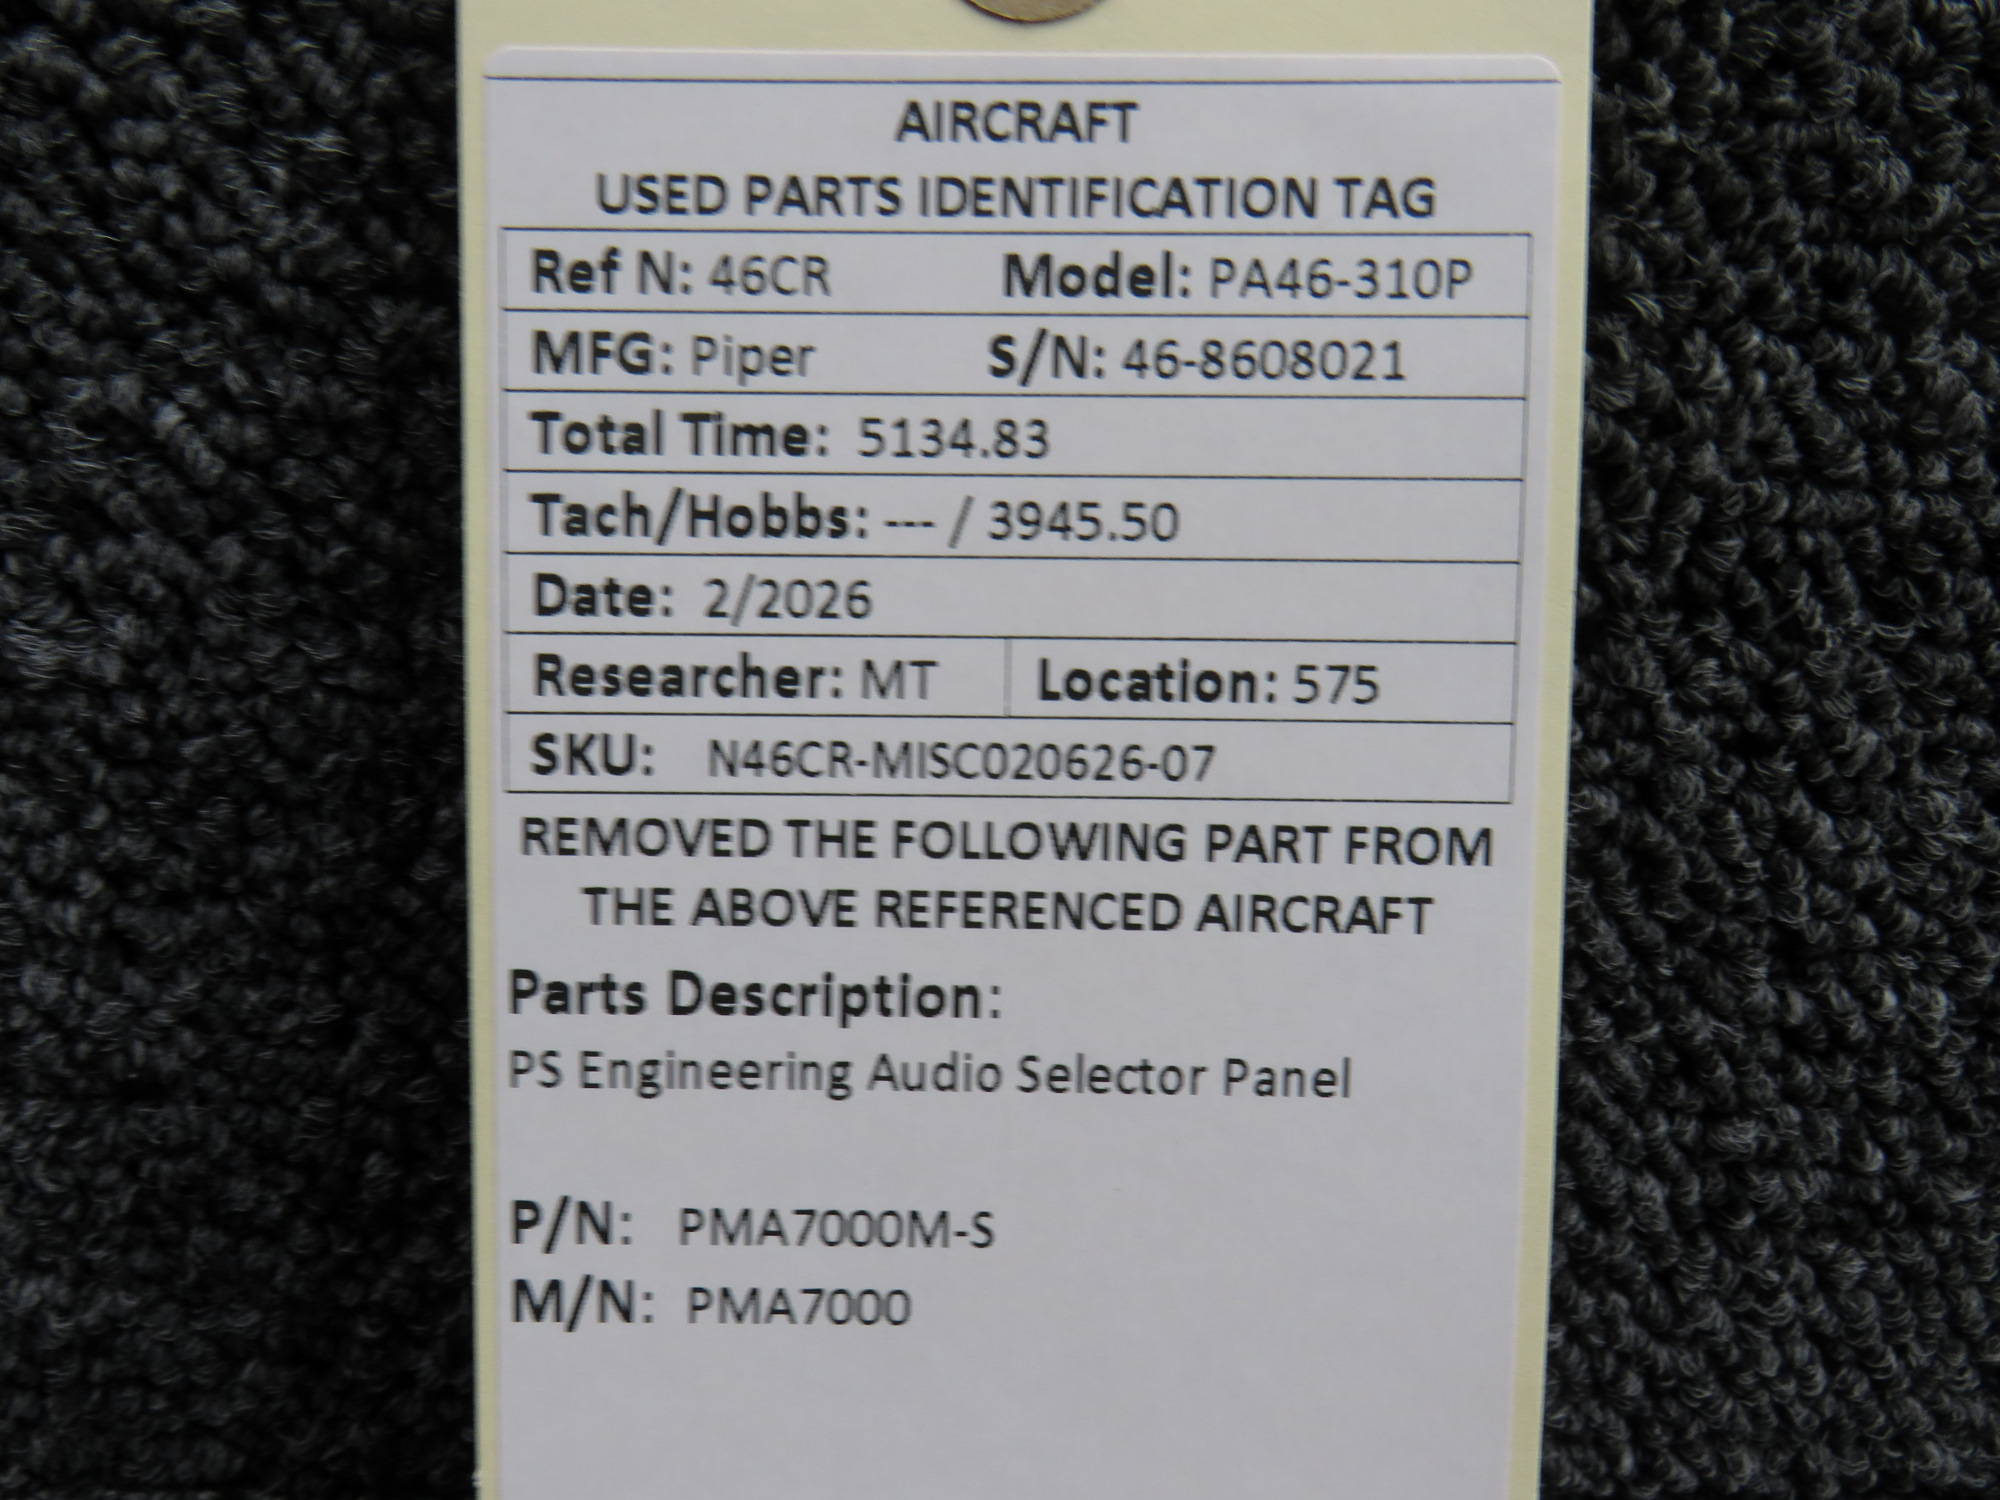 AIRCRAFT
USED PARTS IDENTIFICATION TAG
Ref N: 46CR Model: PA46-310P
MFG: Piper S/N: 46-8608021
Total Time: 5134.83
Tach/Hobbs: --- / 3945.50
Date: 2/2026
Researcher: MT Location: 575
SKU: N46CR-MISC020626-07
REMOVED THE FOLLOWING PART FROM
THE ABOVE REFERENCED AIRCRAFT
Parts Description:
PS Engineering Audio Selector Panel
P/N: PMA7000M-S
M/N: PMA7000